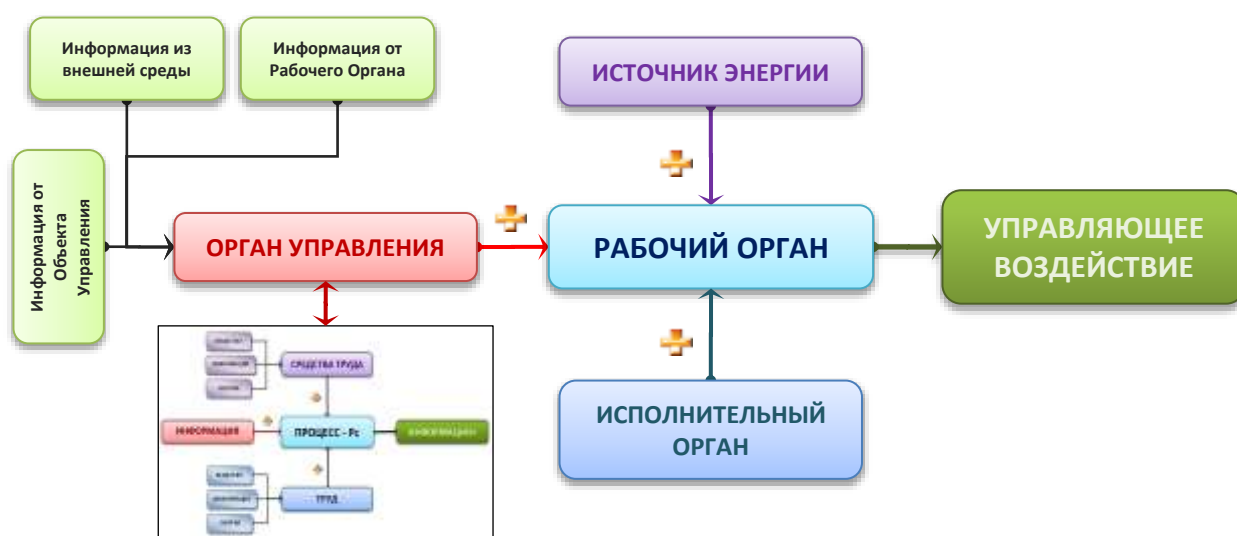 Информация из
внешней среды
Информация от
Рабочего Органа
ИСТОЧНИК ЭНЕРГИИ
Информация от
Объекта
Управления
ОРГАН УПРАВЛЕНИЯ
РАБОЧИЙ ОРГАН
УПРАВЛЯЮЩЕЕ
ВОЗДЕЙСТВИЕ
ИСПОЛНИТЕЛЬНЫЙ
ОРГАН
СРЕДСТВА ТРУДА
ИНФОРМАЦИЯ
ПРОЦЕСС - Рс
ИНФОРМАЦИЯ
ТРУД